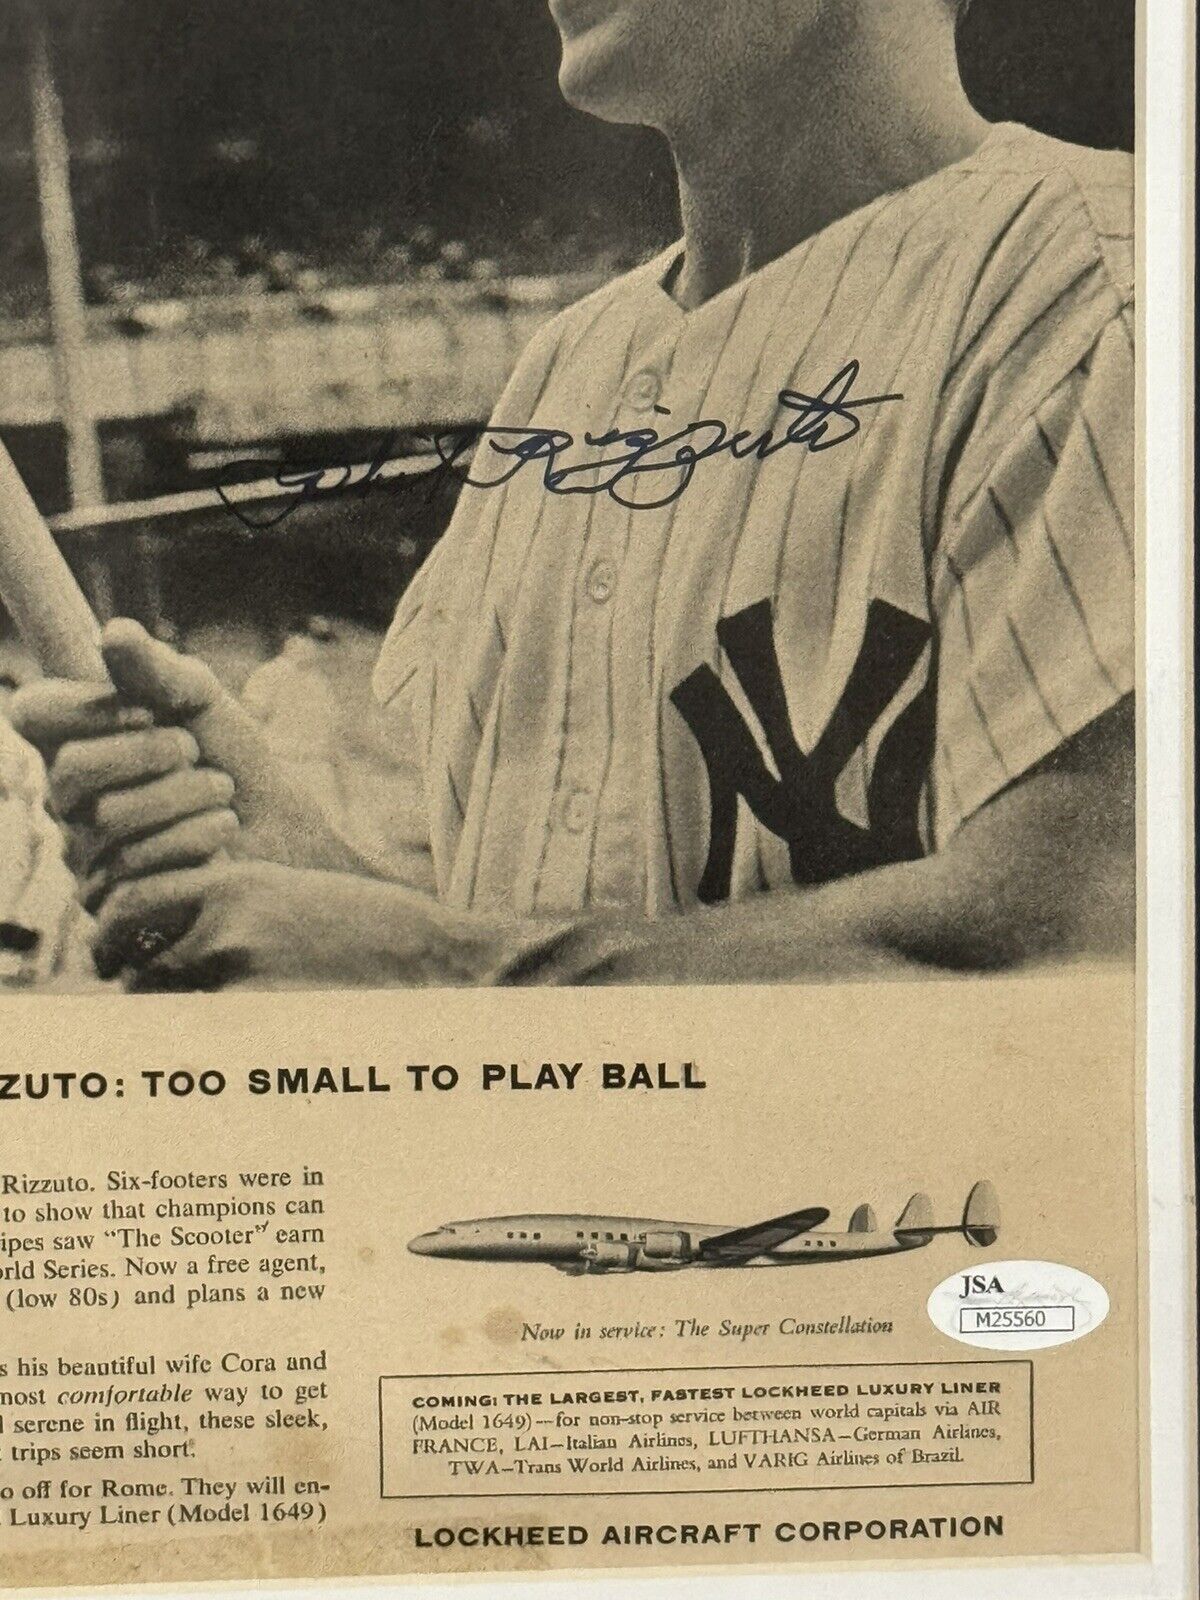 Phil Rizzuto
NY
ZZUTO: TOO SMALL TO PLAY BALL
Rizzuto. Six-footers were in
to show that champions can
ipes saw "The Scooter" earn
orld Series. Now a free agent,
(low 80s) and plans a new
s his beautiful wife Cora and
most comfortable way to get
d serene in flight, these sleek,
trips seem short.
o off for Rome. They will en-
Luxury Liner (Model 1649)
Now in service: The Super Constellation
JSA
M25560
COMING: THE LARGEST, FASTEST LOCKHEED LUXURY LINER
(Model 1649)—for non-stop service between world capitals via AIR
FRANCE, LAI—Italian Airlines, LUFTHANSA—German Airlines,
TWA—Trans World Airlines, and VARIG Airlines of Brazil.
LOCKHEED AIRCRAFT CORPORATION